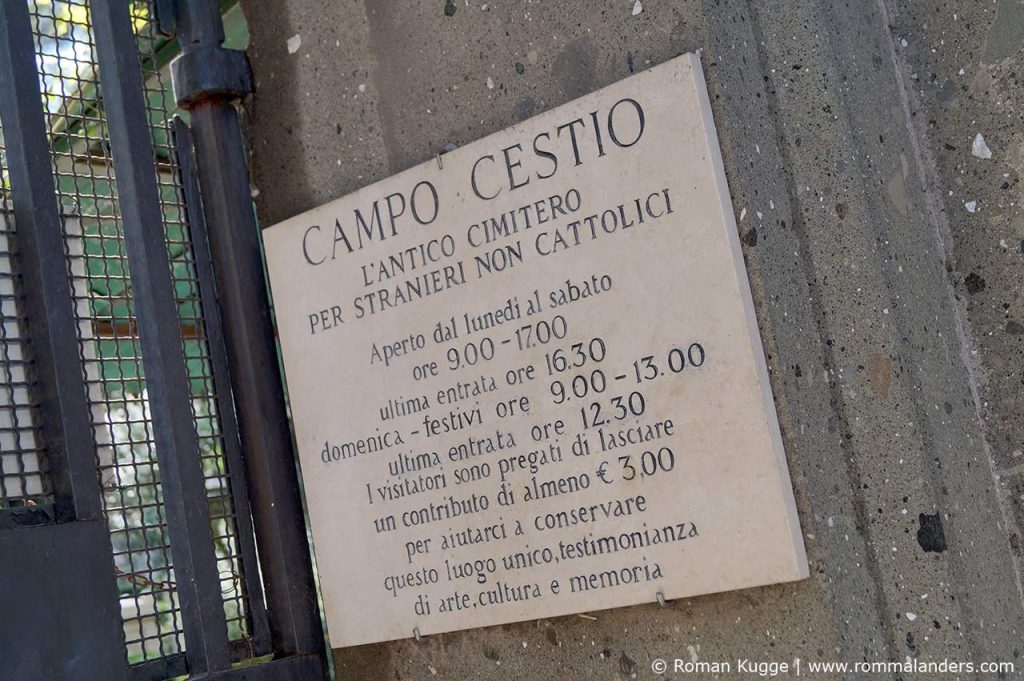 CAMPO CESTIO
L'ANTICO CIMITERO
PER STRANIERI NON CATTOLICI
Aperto dal lunedì al sabato
ore 9.00 - 17.00
ultima entrata ore 16.30
domenica - festivi ore 9.00 - 13.00
ultima entrata ore 12.30
I visitatori sono pregati di lasciare
un contributo di almeno € 3,00
per aiutarci a conservare
questo luogo unico, testimonianza
di arte, cultura e memoria
© Roman Kugge | www.rommalanders.com